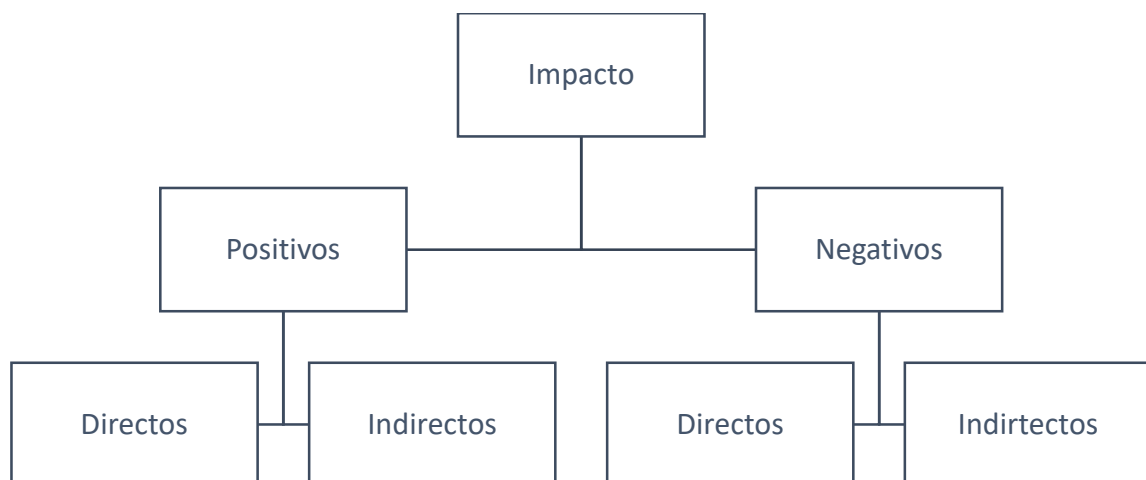 Impacto
Positivos
Negativos
Directos
Indirectos
Directos
Indirtectos